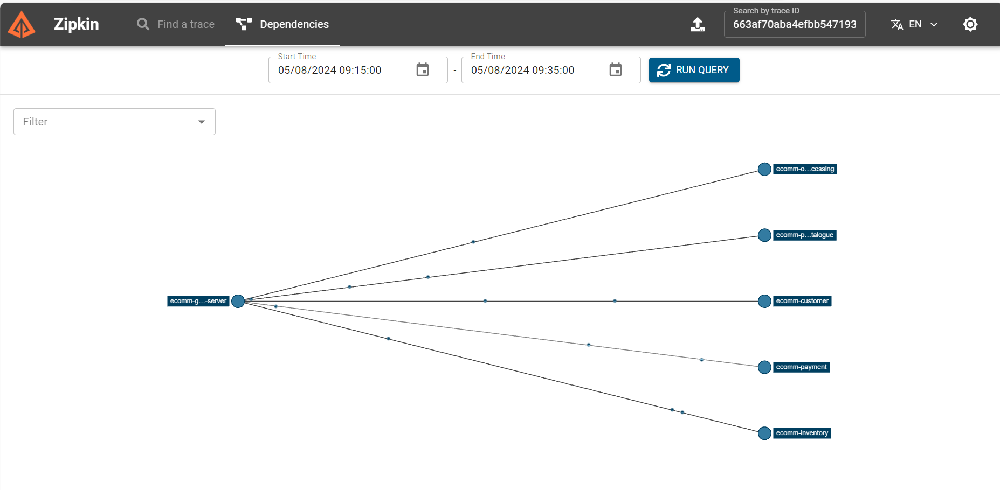 Zipkin
Find a trace
Dependencies
Search by trace ID
663af70aba4efbb547193
EN
Start Time
05/08/2024 09:15:00
-
End Time
05/08/2024 09:35:00
RUN QUERY
Filter
ecomm-o...cessing
ecomm-p...talogue
ecomm-g...-server
ecomm-customer
ecomm-payment
ecomm-inventory